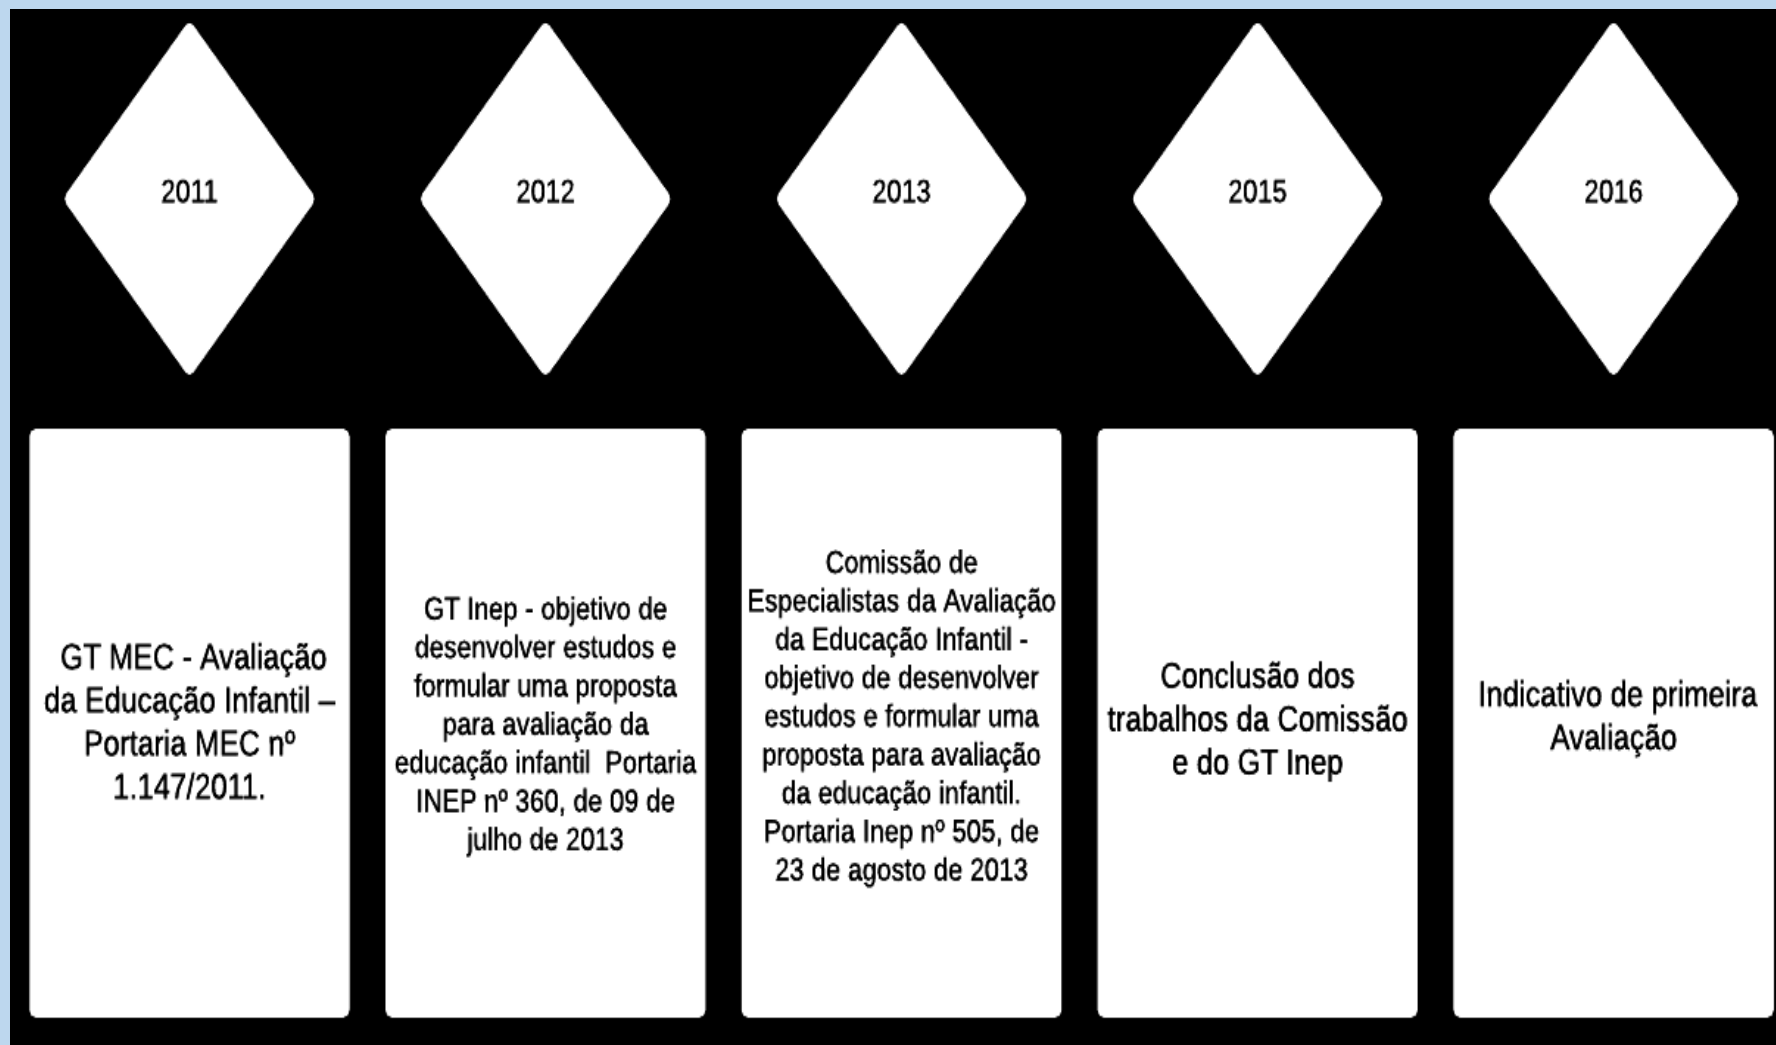 2011
2012
2013
2015
2016
GT MEC - Avaliação
da Educação Infantil –
Portaria MEC nº
1.147/2011.
GT Inep - objetivo de
desenvolver estudos e
formular uma proposta
para avaliação da
educação infantil  Portaria
INEP nº 360, de 09 de
julho de 2013
Comissão de
Especialistas da Avaliação
da Educação Infantil -
objetivo de desenvolver
estudos e formular uma
proposta para avaliação
da educação infantil.
Portaria Inep nº 505, de
23 de agosto de 2013
Conclusão dos
trabalhos da Comissão
e do GT Inep
Indicativo de primeira
Avaliação